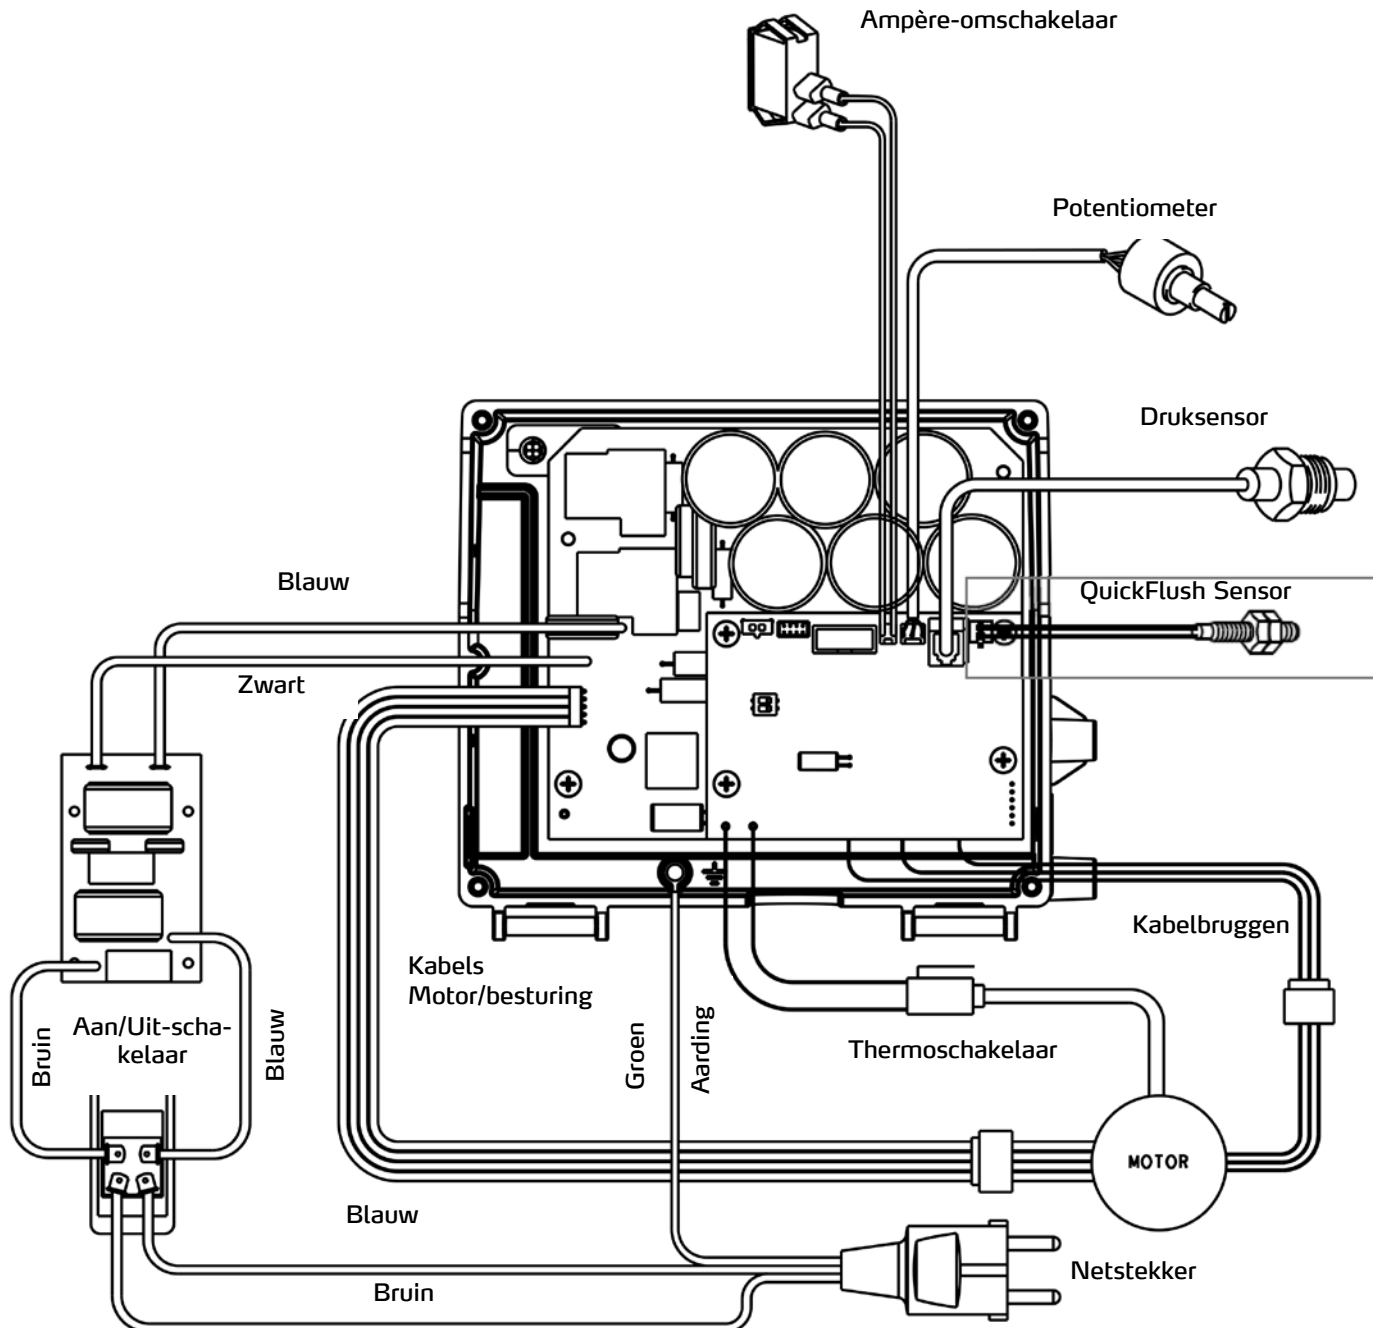 Ampère-omschakelaar
Potentiometer
Druksensor
QuickFlush Sensor
Blauw
Zwart
Kabelbruggen
Kabels
Motor/besturing
Aan/Uit-scha-
kelaar
Bruin
Blauw
Groen
Aarding
Thermoschakelaar
MOTOR
Blauw
Netstekker
Bruin